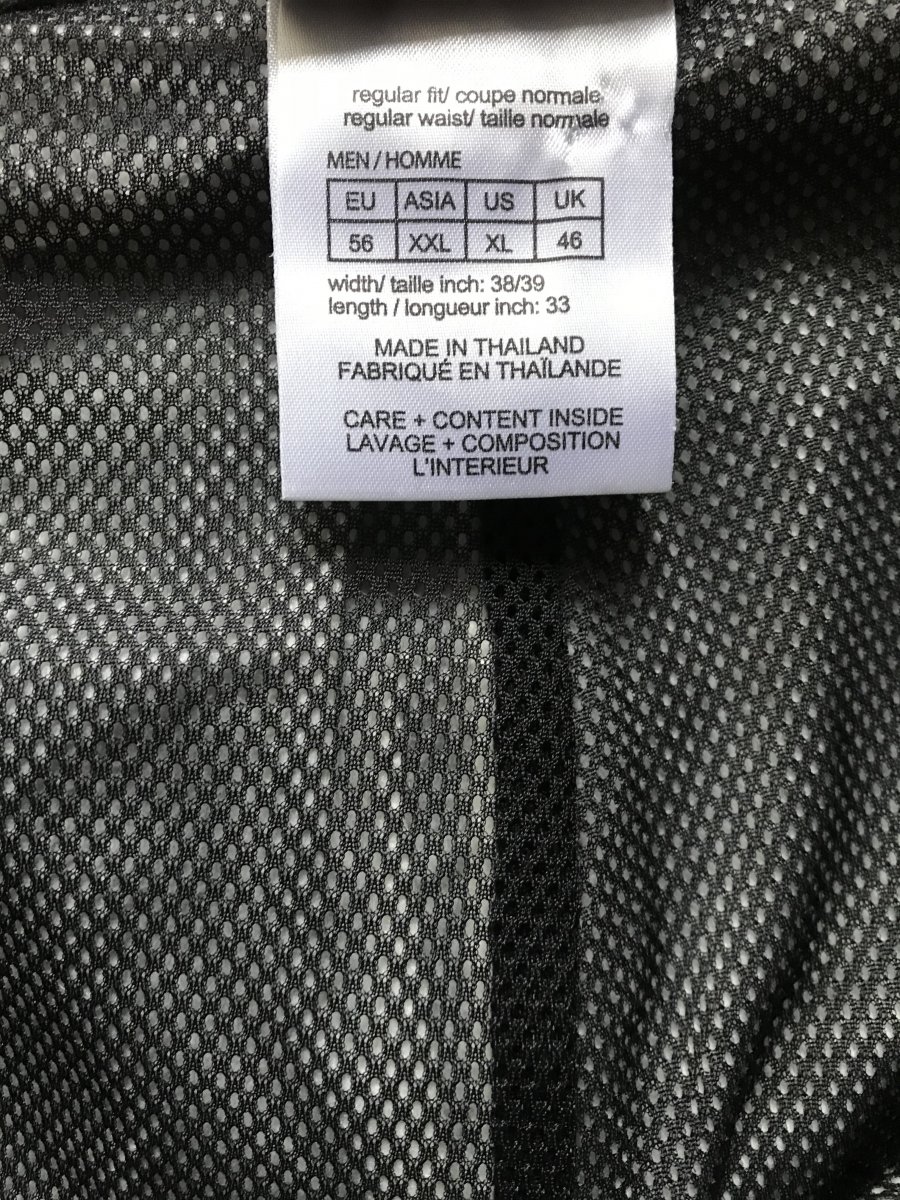 regular fit/ coupe normale
regular waist/ taille normale
MEN / HOMME
EU ASIA US UK
56 XXL XL 46
width/ taille inch: 38/39
length / longueur inch: 33
MADE IN THAILAND
FABRIQUÉ EN THAÏLANDE
CARE + CONTENT INSIDE
LAVAGE + COMPOSITION
L'INTERIEUR